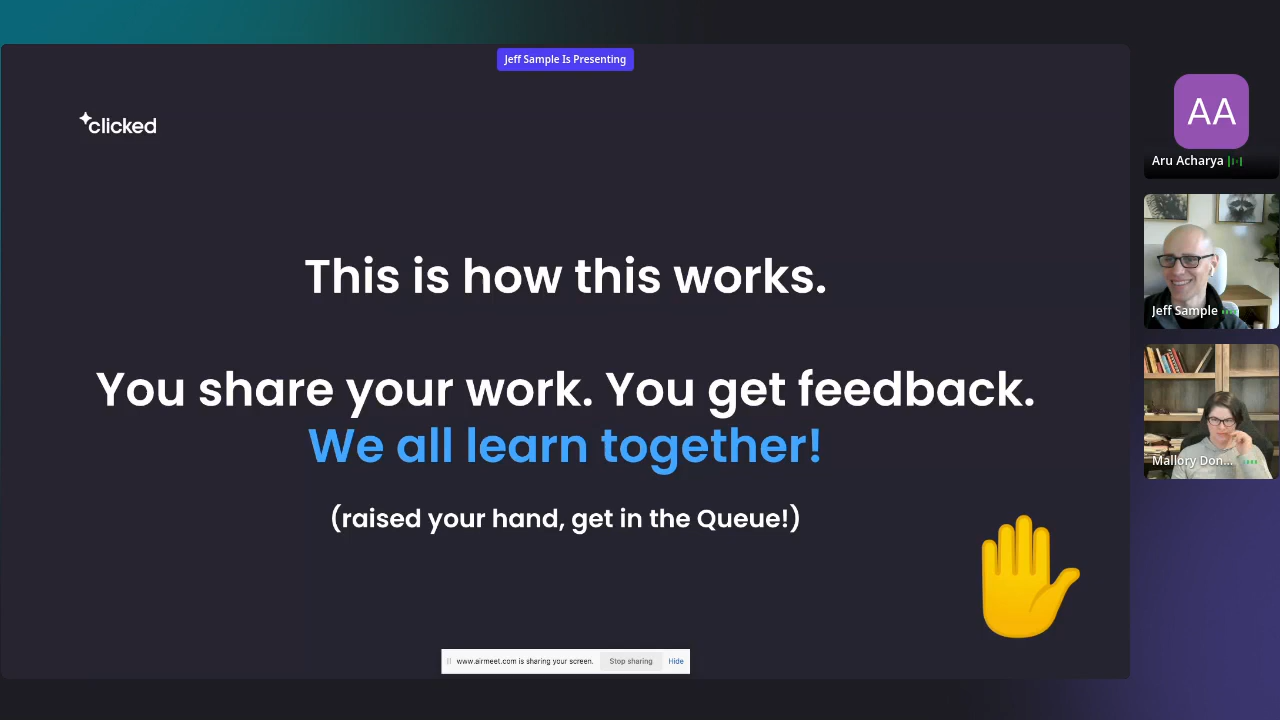 Jeff Sample Is Presenting
clicked
AA
Aru Acharya
This is how this works.
Jeff Sample
You share your work. You get feedback.
We all learn together!
Mallory Don...
(raised your hand, get in the Queue!)
www.airmeet.com is sharing your screen. Stop sharing Hide